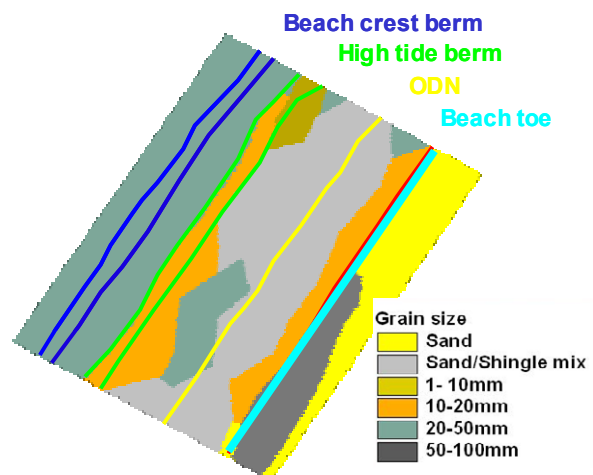 Beach crest berm
High tide berm
ODN
Beach toe
Grain size
Sand
Sand/Shingle mix
1- 10mm
10-20mm
20-50mm
50-100mm